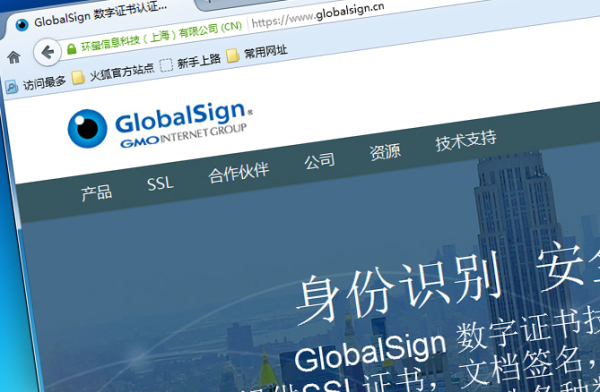 GlobalSign 数字证书认证...
环玺信息科技（上海）有限公司 (CN) https://www.globalsign.cn
访问最多 火狐官方站点 新手上路 常用网址
GlobalSign®
GMO INTERNET GROUP
产品 SSL 合作伙伴 公司 资源 技术支持
身份识别 安全
GlobalSign 数字证书技
SSL 证书，文档签名，